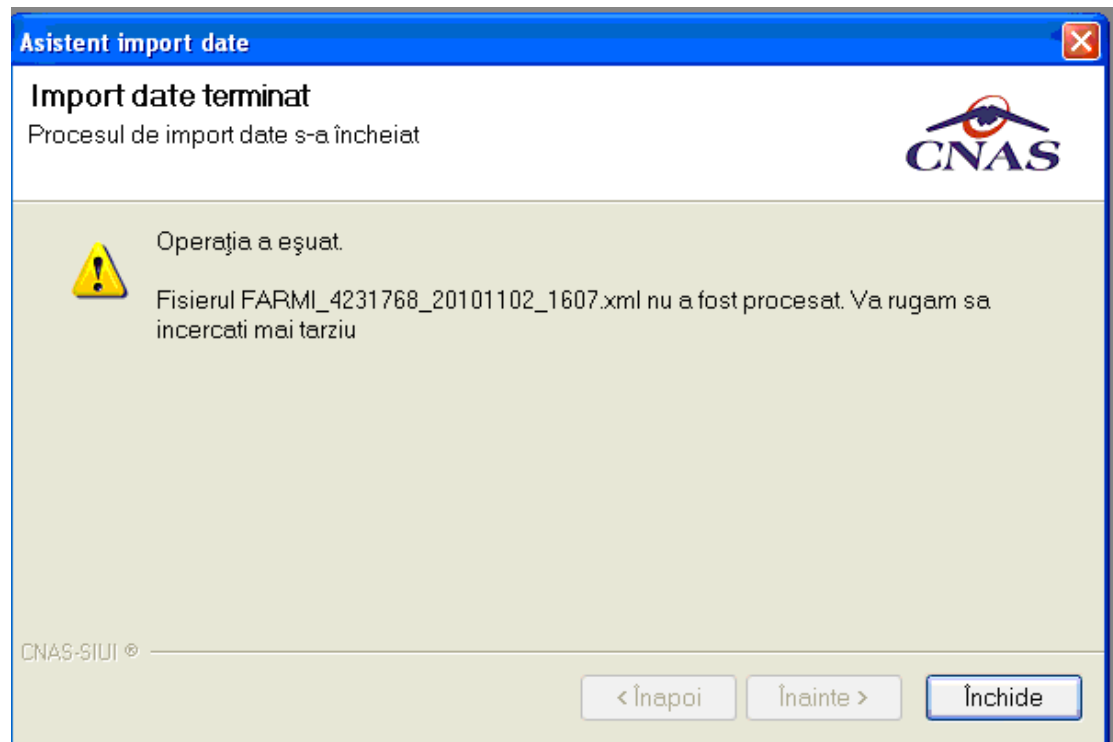 Asistent import date
Import date terminat
Procesul de import date s-a încheiat
CNAS
Operaţia a eşuat.
Fisierul FARMI_4231768_20101102_1607.xml nu a fost procesat. Va rugam sa
incercati mai tarziu
CNAS-SIUI ®
< Înapoi
Înainte >
Închide